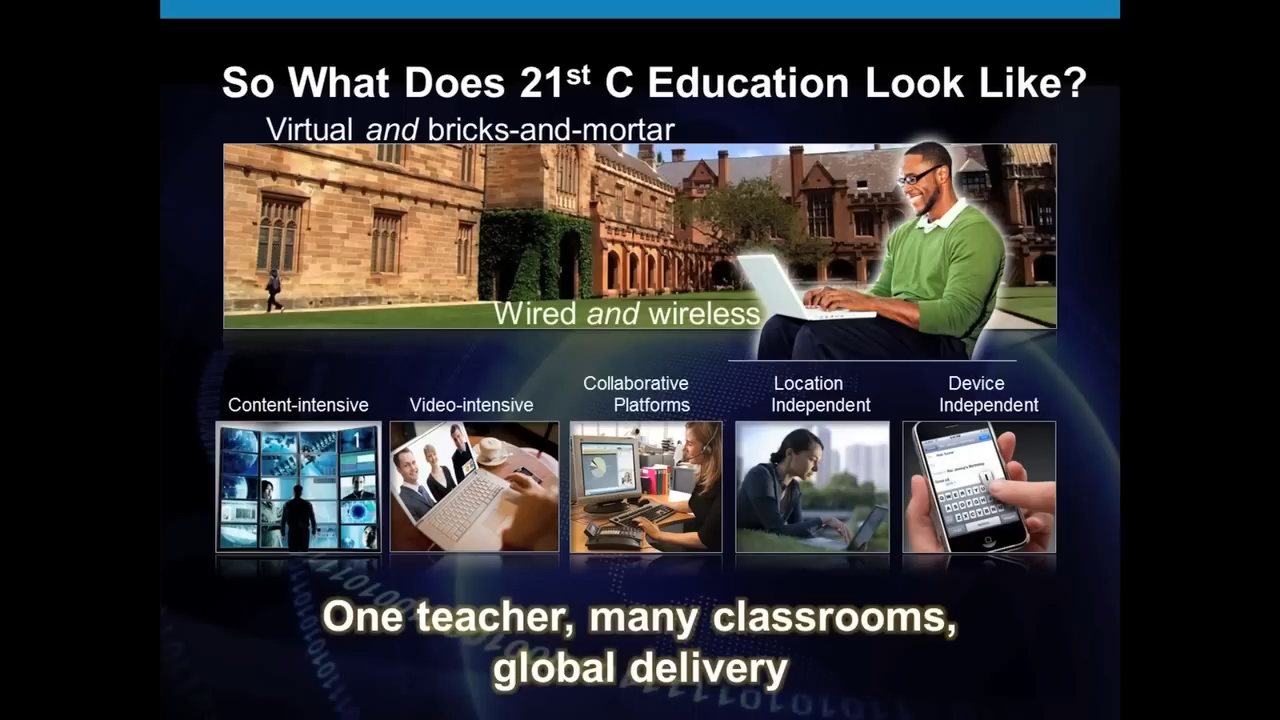 So What Does 21st C Education Look Like?
Virtual and bricks-and-mortar
Wired and wireless
Content-intensive
Video-intensive
Collaborative
Platforms
Location
Independent
Device
Independent
1
One teacher, many classrooms,
global delivery